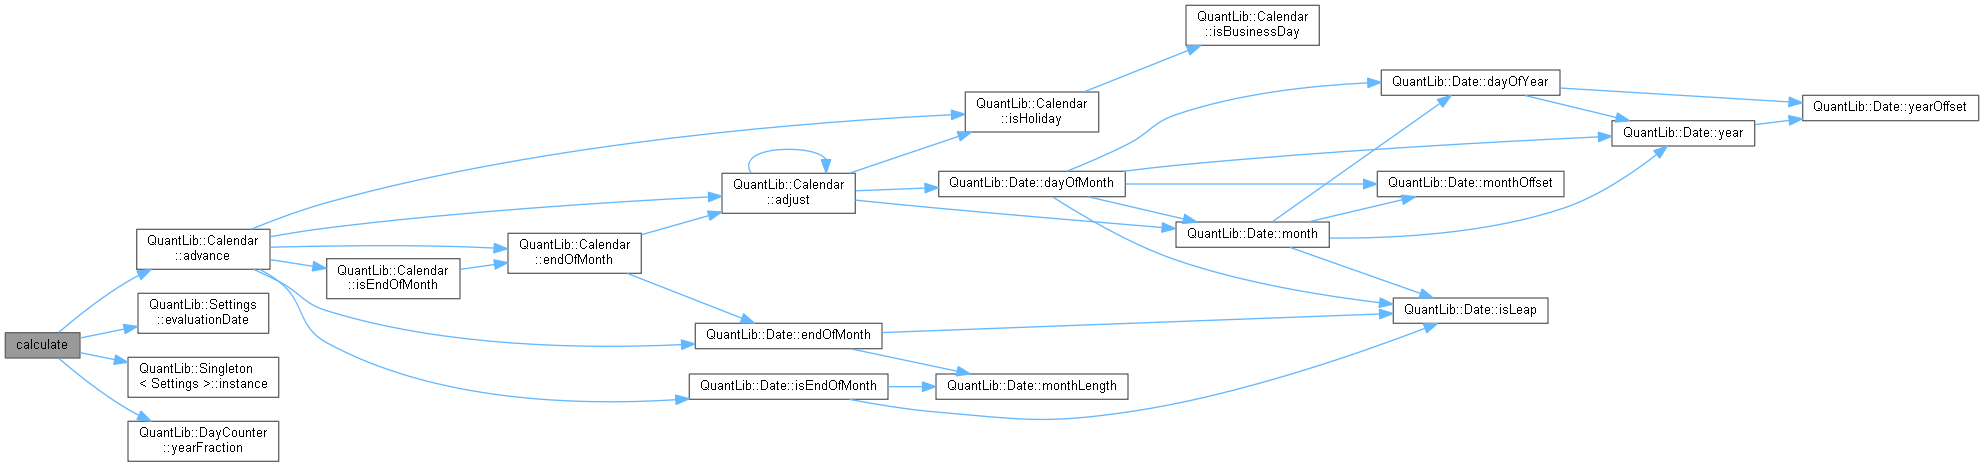 calculate
QuantLib::Calendar
::advance
QuantLib::Settings
::evaluationDate
QuantLib::Singleton
< Settings >::instance
QuantLib::DayCounter
::yearFraction
QuantLib::Calendar
::isEndOfMonth
QuantLib::Calendar
::endOfMonth
QuantLib::Calendar
::adjust
QuantLib::Date::endOfMonth
QuantLib::Date::isEndOfMonth
QuantLib::Calendar
::isHoliday
QuantLib::Date::dayOfMonth
QuantLib::Date::monthLength
QuantLib::Calendar
::isBusinessDay
QuantLib::Date::month
QuantLib::Date::dayOfYear
QuantLib::Date::monthOffset
QuantLib::Date::isLeap
QuantLib::Date::year
QuantLib::Date::yearOffset